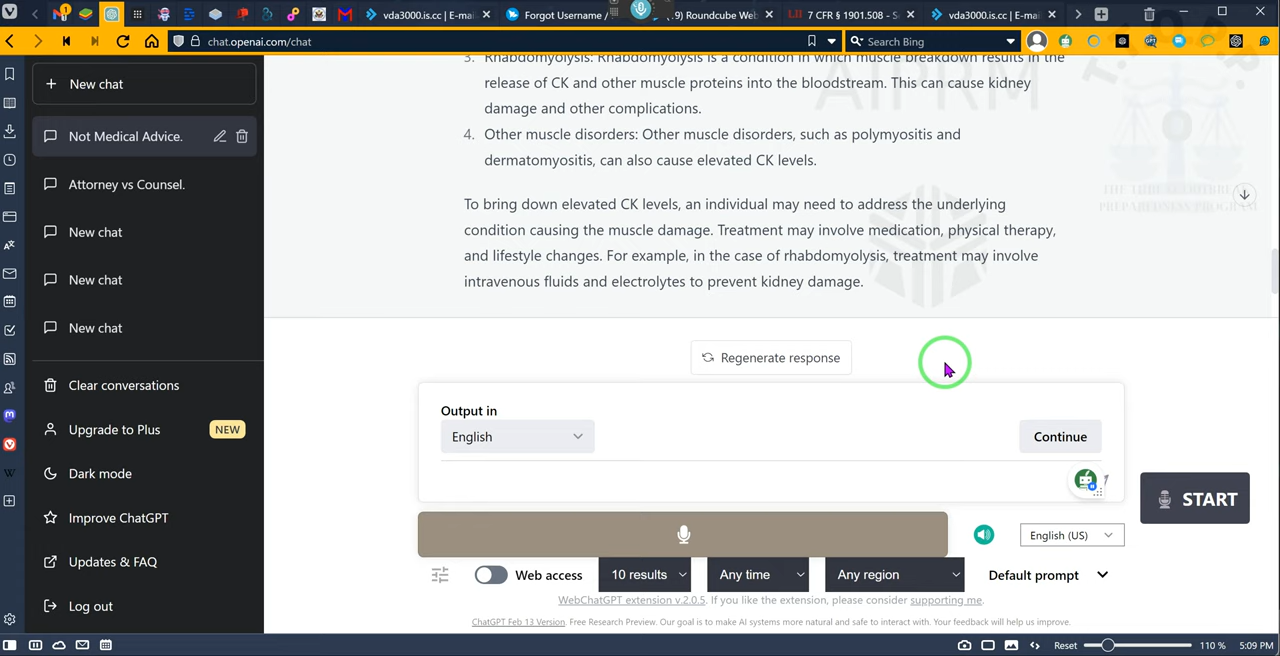 vda3000.is.cc | E-mai
Forgot Username /
9) Roundcube Web
7 CFR § 1901.508 - S
vda3000.is.cc | E-mai
chat.openai.com/chat
Search Bing
New chat
Not Medical Advice.
Attorney vs Counsel.
New chat
New chat
New chat
Clear conversations
Upgrade to Plus
NEW
Dark mode
Improve ChatGPT
Updates & FAQ
Log out
3. Rhabdomyolysis: Rhabdomyolysis is a condition in which muscle breakdown results in the
release of CK and other muscle proteins into the bloodstream. This can cause kidney
damage and other complications.
4. Other muscle disorders: Other muscle disorders, such as polymyositis and
dermatomyositis, can also cause elevated CK levels.
To bring down elevated CK levels, an individual may need to address the underlying
condition causing the muscle damage. Treatment may involve medication, physical therapy,
and lifestyle changes. For example, in the case of rhabdomyolysis, treatment may involve
intravenous fluids and electrolytes to prevent kidney damage.
AIPRM
Regenerate response
Output in
English
Continue
START
English (US)
Web access
10 results
Any time
Any region
Default prompt
WebChatGPT extension v.2.0.5. If you like the extension, please consider supporting me.
ChatGPT Feb 13 Version. Free Research Preview. Our goal is to make AI systems more natural and safe to interact with. Your feedback will help us improve.
Reset
110 %
5:09 PM